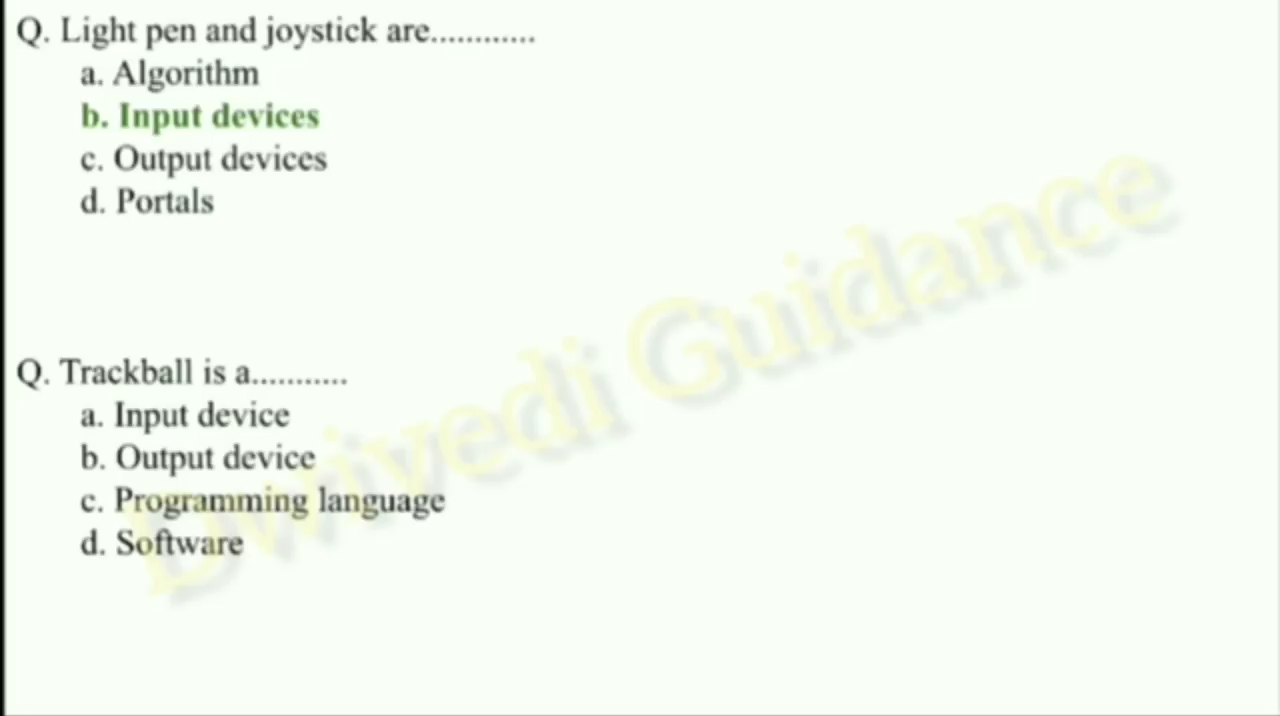 Q. Light pen and joystick are............
a. Algorithm
b. Input devices
c. Output devices
d. Portals
Q. Trackball is a...........
a. Input device
b. Output device
c. Programming language
d. Software
Dwivedi Guidance